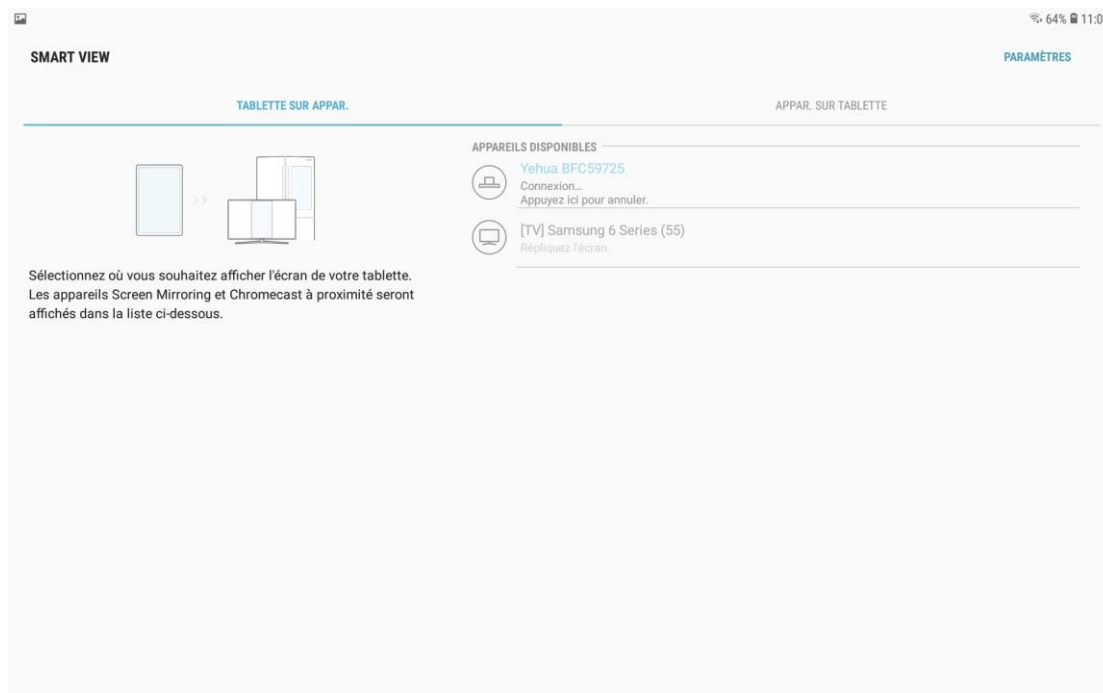 64% 11:0
SMART VIEW
PARAMÈTRES
TABLETTE SUR APPAR.
APPAR. SUR TABLETTE
Sélectionnez où vous souhaitez afficher l'écran de votre tablette.
Les appareils Screen Mirroring et Chromecast à proximité seront
affichés dans la liste ci-dessous.
APPAREILS DISPONIBLES
Yehua BFC59725
Connexion...
Appuyez ici pour annuler.
[TV] Samsung 6 Series (55)
Répliquez l'écran.